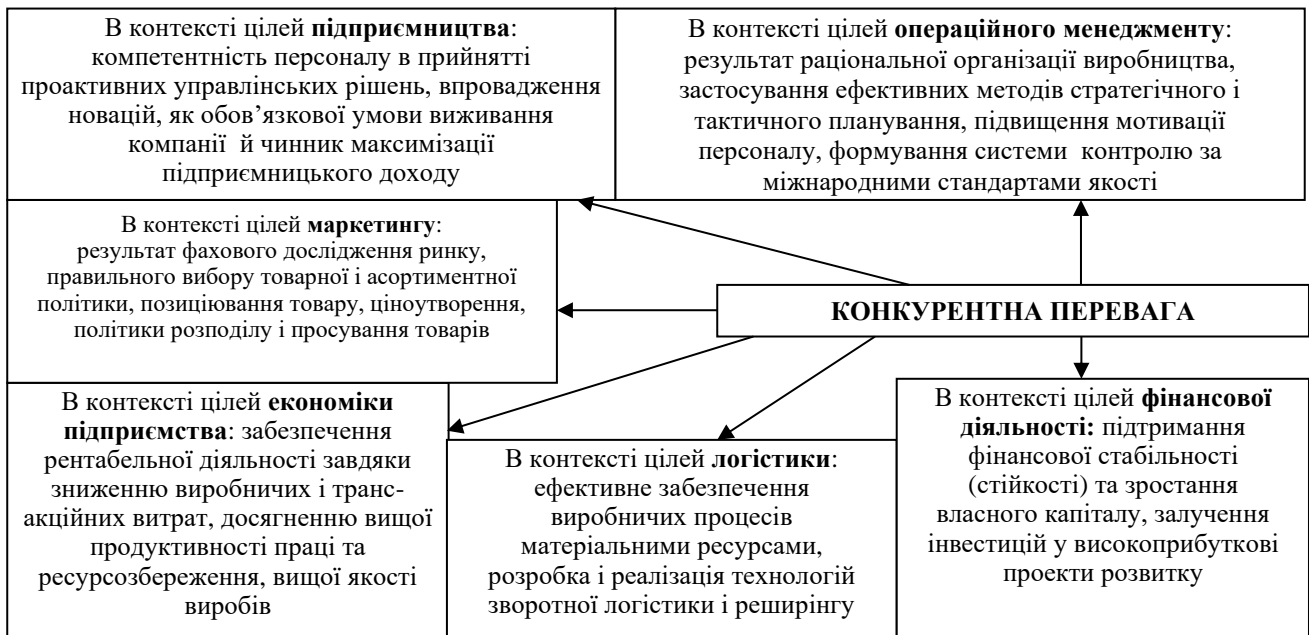 В контексті цілей підприємництва:
компетентність персоналу в прийнятті
проактивних управлінських рішень, впровадження
новацій, як обов’язкової умови виживання
компанії й чинник максимізації
підприємницького доходу
В контексті цілей операційного менеджменту:
результат раціональної організації виробництва,
застосування ефективних методів стратегічного і
тактичного планування, підвищення мотивації
персоналу, формування системи контролю за
міжнародними стандартами якості
В контексті цілей маркетингу:
результат фахового дослідження ринку,
правильного вибору товарної і асортиментної
політики, позиціювання товару, ціноутворення,
політики розподілу і просування товарів
КОНКУРЕНТНА ПЕРЕВАГА
В контексті цілей економіки
підприємства: забезпечення
рентабельної діяльності завдяки
зниженню виробничих і транс-
акційних витрат, досягненню вищої
продуктивності праці та
ресурсозбереження, вищої якості
виробів
В контексті цілей логістики:
ефективне забезпечення
виробничих процесів
матеріальними ресурсами,
розробка і реалізація технологій
зворотної логістики і реширінгу
В контексті цілей фінансової
діяльності: підтримання
фінансової стабільності
(стійкості) та зростання
власного капіталу, залучення
інвестицій у високоприбуткові
проекти розвитку